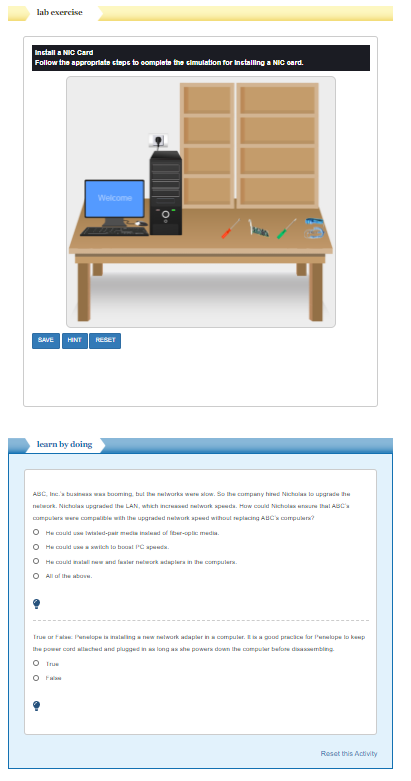 lab exercise
Install a NIC Card
Follow the appropriate steps to complete the simulation for installing a NIC card.
Welcome
SAVE HINT RESET
learn by doing
ABC, Inc.'s business was booming, but the networks were slow. So the company hired Nicholas to upgrade the
network. Nicholas upgraded the LAN, which increased network speeds. How could Nicholas ensure that ABC's
computers were compatible with the upgraded network speed without replacing ABC's computers?
He could use twisted-pair media instead of fiber-optic media.
He could use a switch to boost PC speeds.
He could install new and faster network adapters in the computers.
All of the above.
True or False: Penelope is installing a new network adapter in a computer. It is a good practice for Penelope to keep
the power cord attached and plugged in as long as she powers down the computer before disassembling.
True
False
Reset this Activity